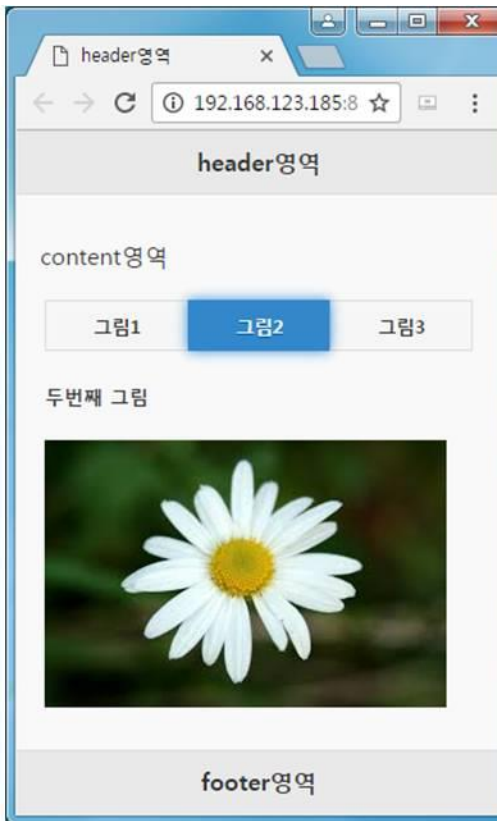 header영역
192.168.123.185:8
header영역
content영역
그림1 그림2 그림3
두번째 그림
footer영역